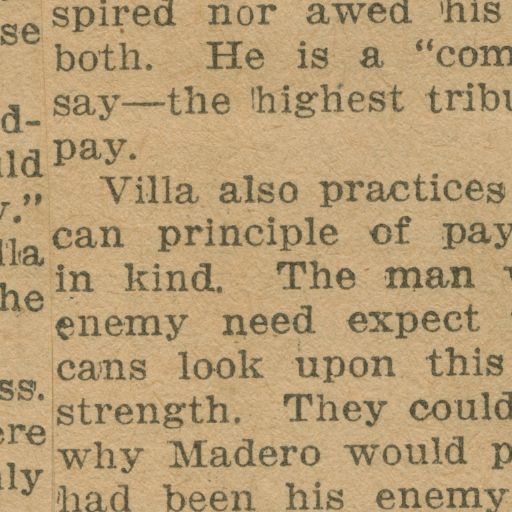 se
d-
uld
y."
lla
he
ss.
ere
nly
spired nor awed his
both. He is a "com
say—the highest tribu
pay.
Villa also practices
can principle of pay
in kind. The man
enemy need expect
cans look upon this
strength. They could
why Madero would p
had been his enemy